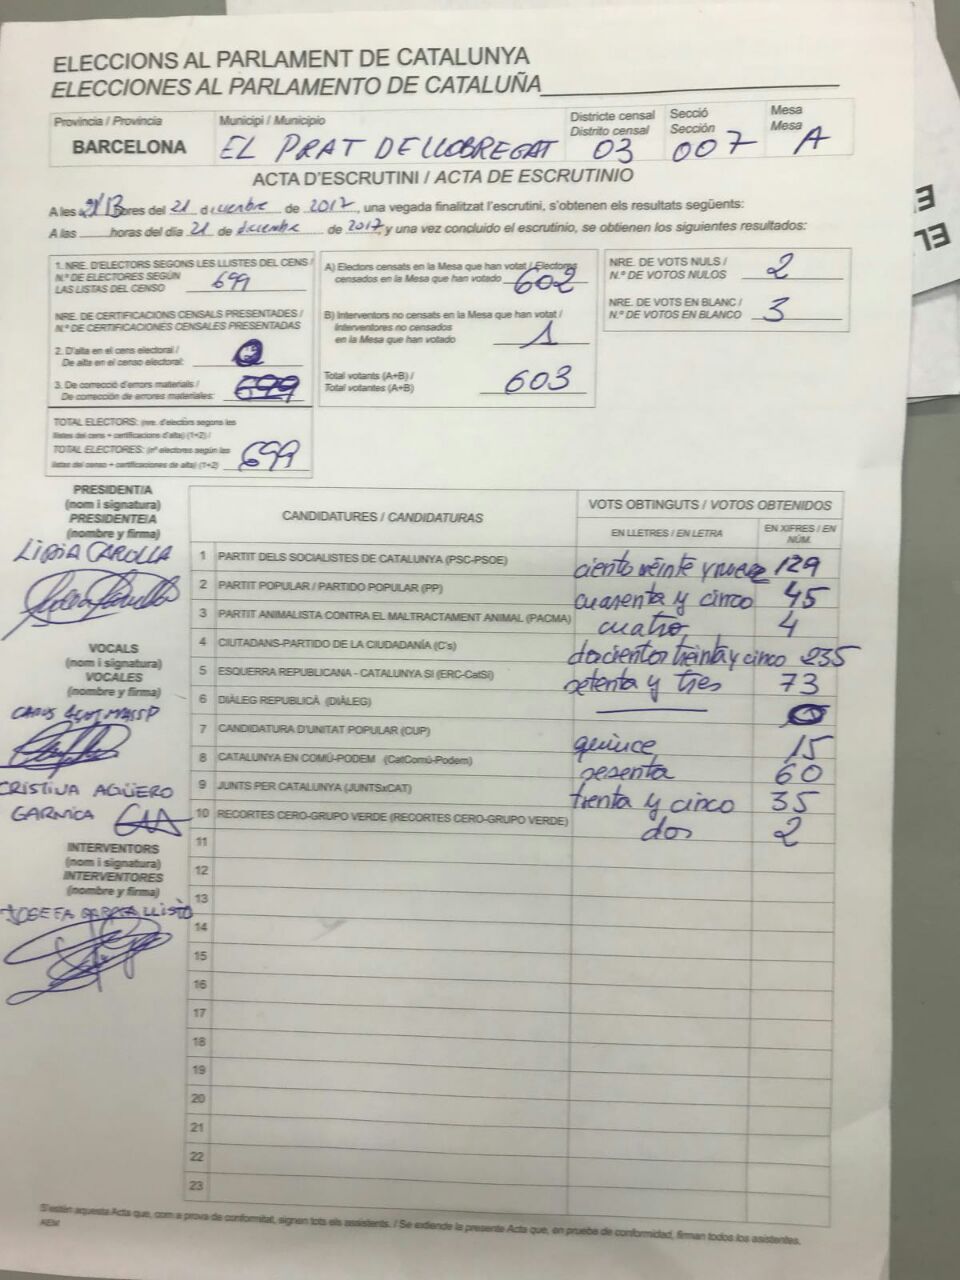 ELECCIONS AL PARLAMENT DE CATALUNYA
ELECCIONES AL PARLAMENTO DE CATALUÑA
Província / Provincia
BARCELONA
Municipi / Municipio
EL PRAT DE LLOBREGAT
Districte censal
Distrito censal
03
Secció
Sección
007
Mesa
Mesa
A
ACTA D'ESCRUTINI / ACTA DE ESCRUTINIO
A les hores del 21 d diciembre de 2017, una vegada finalitzat l'escrutini, s'obtenen els resultats següents:
A las ____ horas del día 21 de diciembre de 2017, y una vez concluido el escrutinio, se obtienen los siguientes resultados:
1. NRE. D'ELECTORS SEGONS LES LLISTES DEL CENS /
N.º DE ELECTORES SEGÚN
LAS LISTAS DEL CENSO 699
NRE. DE CERTIFICACIONS CENSALS PRESENTADES /
N.º DE CERTIFICACIONES CENSALES PRESENTADAS
2. D'alta en el cens electoral /
De alta en el censo electoral: 0
3. De correcció d'errors materials /
De corrección de errores materiales: 699
TOTAL ELECTORS: (nre. d'electors segons les
llistes del cens + certificacions d'alta) (1+2) /
TOTAL ELECTORES: (nº electores según las
listas del censo + certificaciones de alta) (1+2) 699
A) Electors censats en la Mesa que han votat / Electores
censados en la Mesa que han votado 602
B) Interventors no censats en la Mesa que han votat /
Interventores no censados
en la Mesa que han votado 1
Total votants (A+B) /
Total votantes (A+B) 603
NRE. DE VOTS NULS /
N.º DE VOTOS NULOS 2
NRE. DE VOTS EN BLANC /
N.º DE VOTOS EN BLANCO 3
PRESIDENT/A
(nom i signatura)
PRESIDENTE/A
(nombre y firma)
LIDIA CAROLLA
VOCALS
(nom i signatura)
VOCALES
(nombre y firma)
CRISTINA AGÜERO
GARNICA
INTERVENTORS
(nom i signatura)
INTERVENTORES
(nombre y firma)
JOSEFA GARCIA
CANDIDATURES / CANDIDATURAS
VOTS OBTINGUTS / VOTOS OBTENIDOS
EN LLETRES / EN LETRA
EN XIFRES / EN NÚM.
1 PARTIT DELS SOCIALISTES DE CATALUNYA (PSC-PSOE) ciento veinte y nueve 129
2 PARTIT POPULAR / PARTIDO POPULAR (PP) cuarenta y cinco 45
3 PARTIT ANIMALISTA CONTRA EL MALTRACTAMENT ANIMAL (PACMA) cuatro 4
4 CIUTADANS-PARTIDO DE LA CIUDADANÍA (C's) docientos treinta y cinco 235
5 ESQUERRA REPUBLICANA - CATALUNYA SI (ERC-CatSí) setenta y tres 73
6 DIÀLEG REPUBLICÀ (DIÀLEG) 0
7 CANDIDATURA D'UNITAT POPULAR (CUP) quince 15
8 CATALUNYA EN COMÚ-PODEM (CatComú-Podem) sesenta 60
9 JUNTS PER CATALUNYA (JUNTSxCAT) trenta y cinco 35
10 RECORTES CERO-GRUPO VERDE (RECORTES CERO-GRUPO VERDE) dos 2
11
12
13
14
15
16
17
18
19
20
21
22
23
S'estén aquesta Acta que, com a prova de conformitat, signen tots els assistents. / Se extiende la presente Acta que, en prueba de conformidad, firman todos los asistentes.